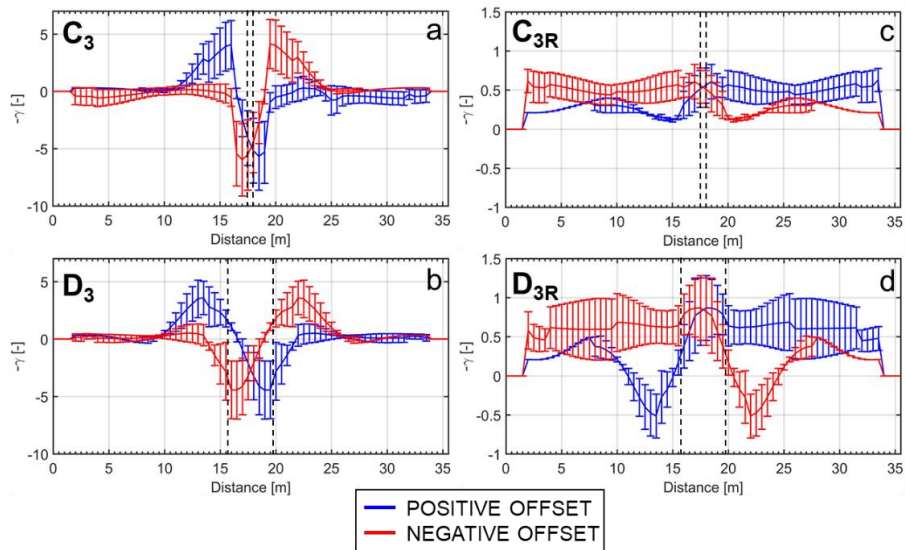 C3
a
-γ [-]
5
0
-5
-10
0 5 10 15 20 25 30 35
Distance [m]
C3R
c
-γ [-]
1.5
1
0.5
0
-0.5
-1
0 5 10 15 20 25 30 35
Distance [m]
D3
b
-γ [-]
5
0
-5
-10
0 5 10 15 20 25 30 35
Distance [m]
D3R
d
-γ [-]
1.5
1
0.5
0
-0.5
-1
0 5 10 15 20 25 30 35
Distance [m]
POSITIVE OFFSET
NEGATIVE OFFSET